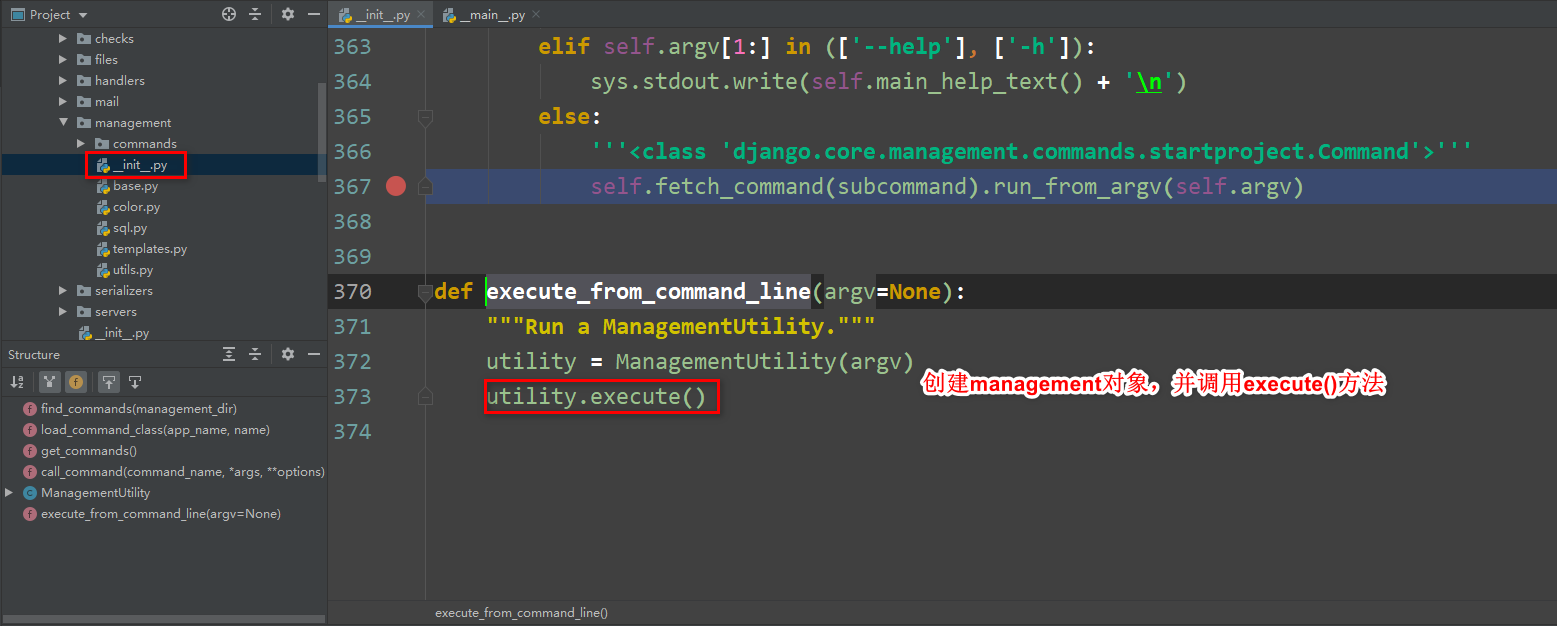 Project
checks
files
handlers
mail
management
commands
__init__.py
base.py
color.py
sql.py
templates.py
utils.py
serializers
servers
__init__.py
Structure
find_commands(management_dir)
load_command_class(app_name, name)
get_commands()
call_command(command_name, *args, **options)
ManagementUtility
execute_from_command_line(argv=None)
__init__.py
__main__.py
363 elif self.argv[1:] in (['--help'], ['-h']):
364 sys.stdout.write(self.main_help_text() + '\n')
365 else:
366 '''<class 'django.core.management.commands.startproject.Command'>'''
367 self.fetch_command(subcommand).run_from_argv(self.argv)
368
369
370 def execute_from_command_line(argv=None):
371 """Run a ManagementUtility."""
372 utility = ManagementUtility(argv)
373 utility.execute()
374
创建management对象，并调用execute()方法
execute_from_command_line()